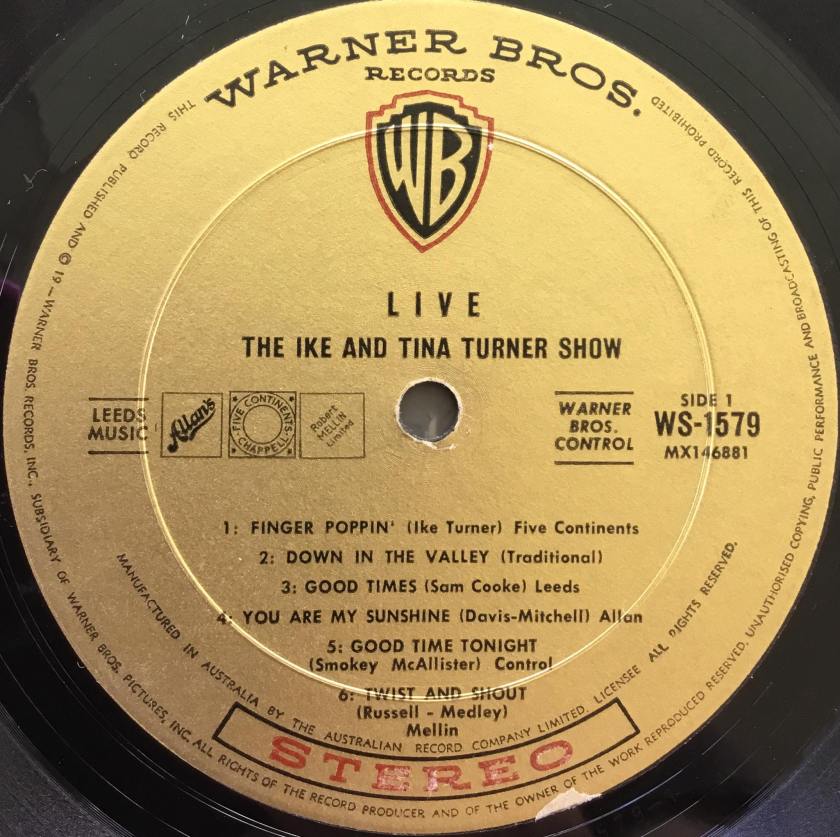 WARNER BROS.
RECORDS
WB
LIVE
THE IKE AND TINA TURNER SHOW
LEEDS
MUSIC
Allan's
FIVE CONTINENTS
CHAPPELL
Robert
MELLIN
Limited
WARNER
BROS.
CONTROL
SIDE 1
WS-1579
MX146881
1: FINGER POPPIN' (Ike Turner) Five Continents
2: DOWN IN THE VALLEY (Traditional)
3: GOOD TIMES (Sam Cooke) Leeds
4: YOU ARE MY SUNSHINE (Davis-Mitchell) Allan
5: GOOD TIME TONIGHT
(Smokey McAllister) Control
6: TWIST AND SHOUT
(Russell - Medley)
Mellin
MANUFACTURED IN AUSTRALIA BY THE AUSTRALIAN RECORD COMPANY LIMITED. LICENSEE ALL RIGHTS RESERVED.
STEREO
THIS RECORD PUBLISHED AND © 19 — WARNER BROS. RECORDS, INC., SUBSIDIARY OF WARNER BROS. PICTURES, INC. ALL RIGHTS OF THE RECORD PRODUCER AND OF THE OWNER OF THE WORK REPRODUCED RESERVED. UNAUTHORISED COPYING, PUBLIC PERFORMANCE AND BROADCASTING OF THIS RECORD PROHIBITED